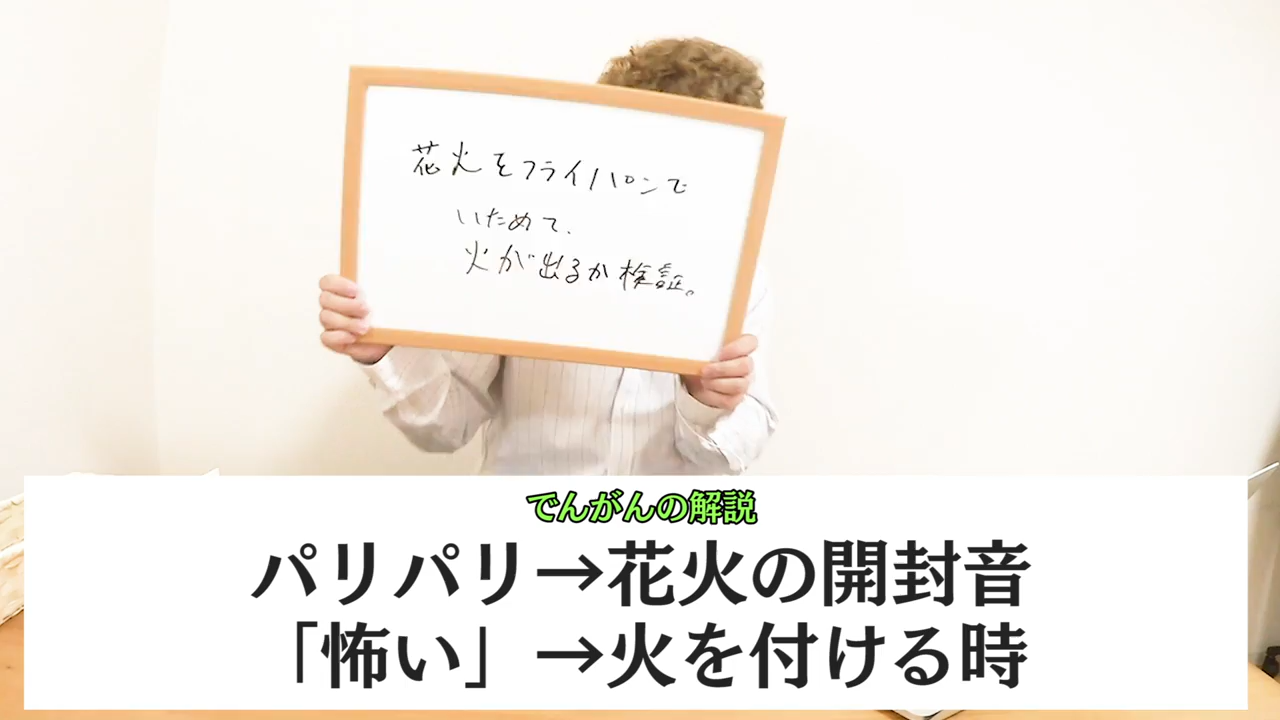 花火をフライパンで
いためて、
火が出るか検証。
でんがんの解説
パリパリ→花火の開封音
「怖い」→火を付ける時